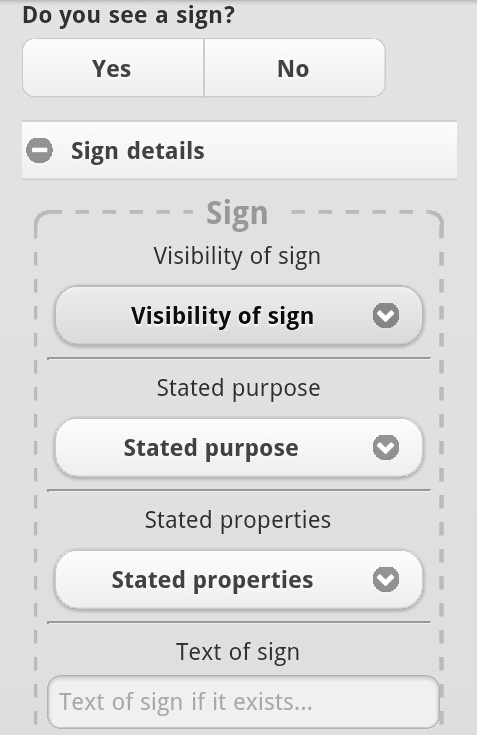 Do you see a sign?
Yes
No
Sign details
Sign
Visibility of sign
Visibility of sign
Stated purpose
Stated purpose
Stated properties
Stated properties
Text of sign
Text of sign if it exists...